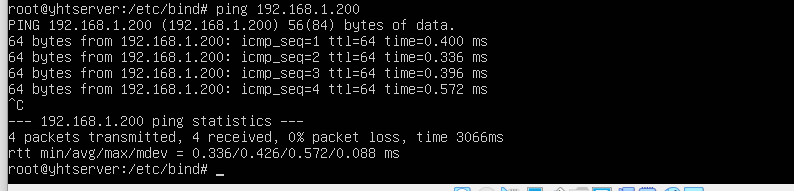 root@yhtserver:/etc/bind# ping 192.168.1.200
PING 192.168.1.200 (192.168.1.200) 56(84) bytes of data.
64 bytes from 192.168.1.200: icmp_seq=1 ttl=64 time=0.400 ms
64 bytes from 192.168.1.200: icmp_seq=2 ttl=64 time=0.336 ms
64 bytes from 192.168.1.200: icmp_seq=3 ttl=64 time=0.396 ms
64 bytes from 192.168.1.200: icmp_seq=4 ttl=64 time=0.572 ms
^C
--- 192.168.1.200 ping statistics ---
4 packets transmitted, 4 received, 0% packet loss, time 3066ms
rtt min/avg/max/mdev = 0.336/0.426/0.572/0.088 ms
root@yhtserver:/etc/bind# _